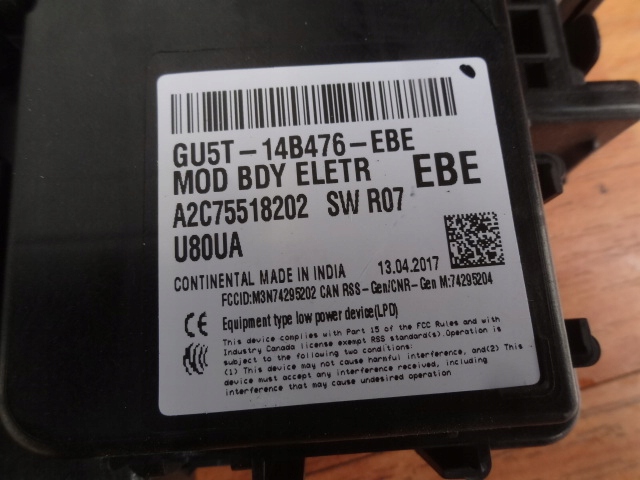 GU5T-14B476-EBE
MOD BDY ELETR EBE
A2C75518202 SW R07
U80UA
CONTINENTAL MADE IN INDIA 13.04.2017
FCCID:M3N74295202 CAN RSS-Gen/CNR-Gen M:74295204
CE Equipment type low power device(LPD)
This device complies with Part 15 of the FCC Rules and with
Industry Canada license exempt RSS standard(s).Operation is
subject to the following two conditions:
(1) This device may not cause harmful interference, and(2) This
device must accept any interference received, including
interference that may cause undesired operation